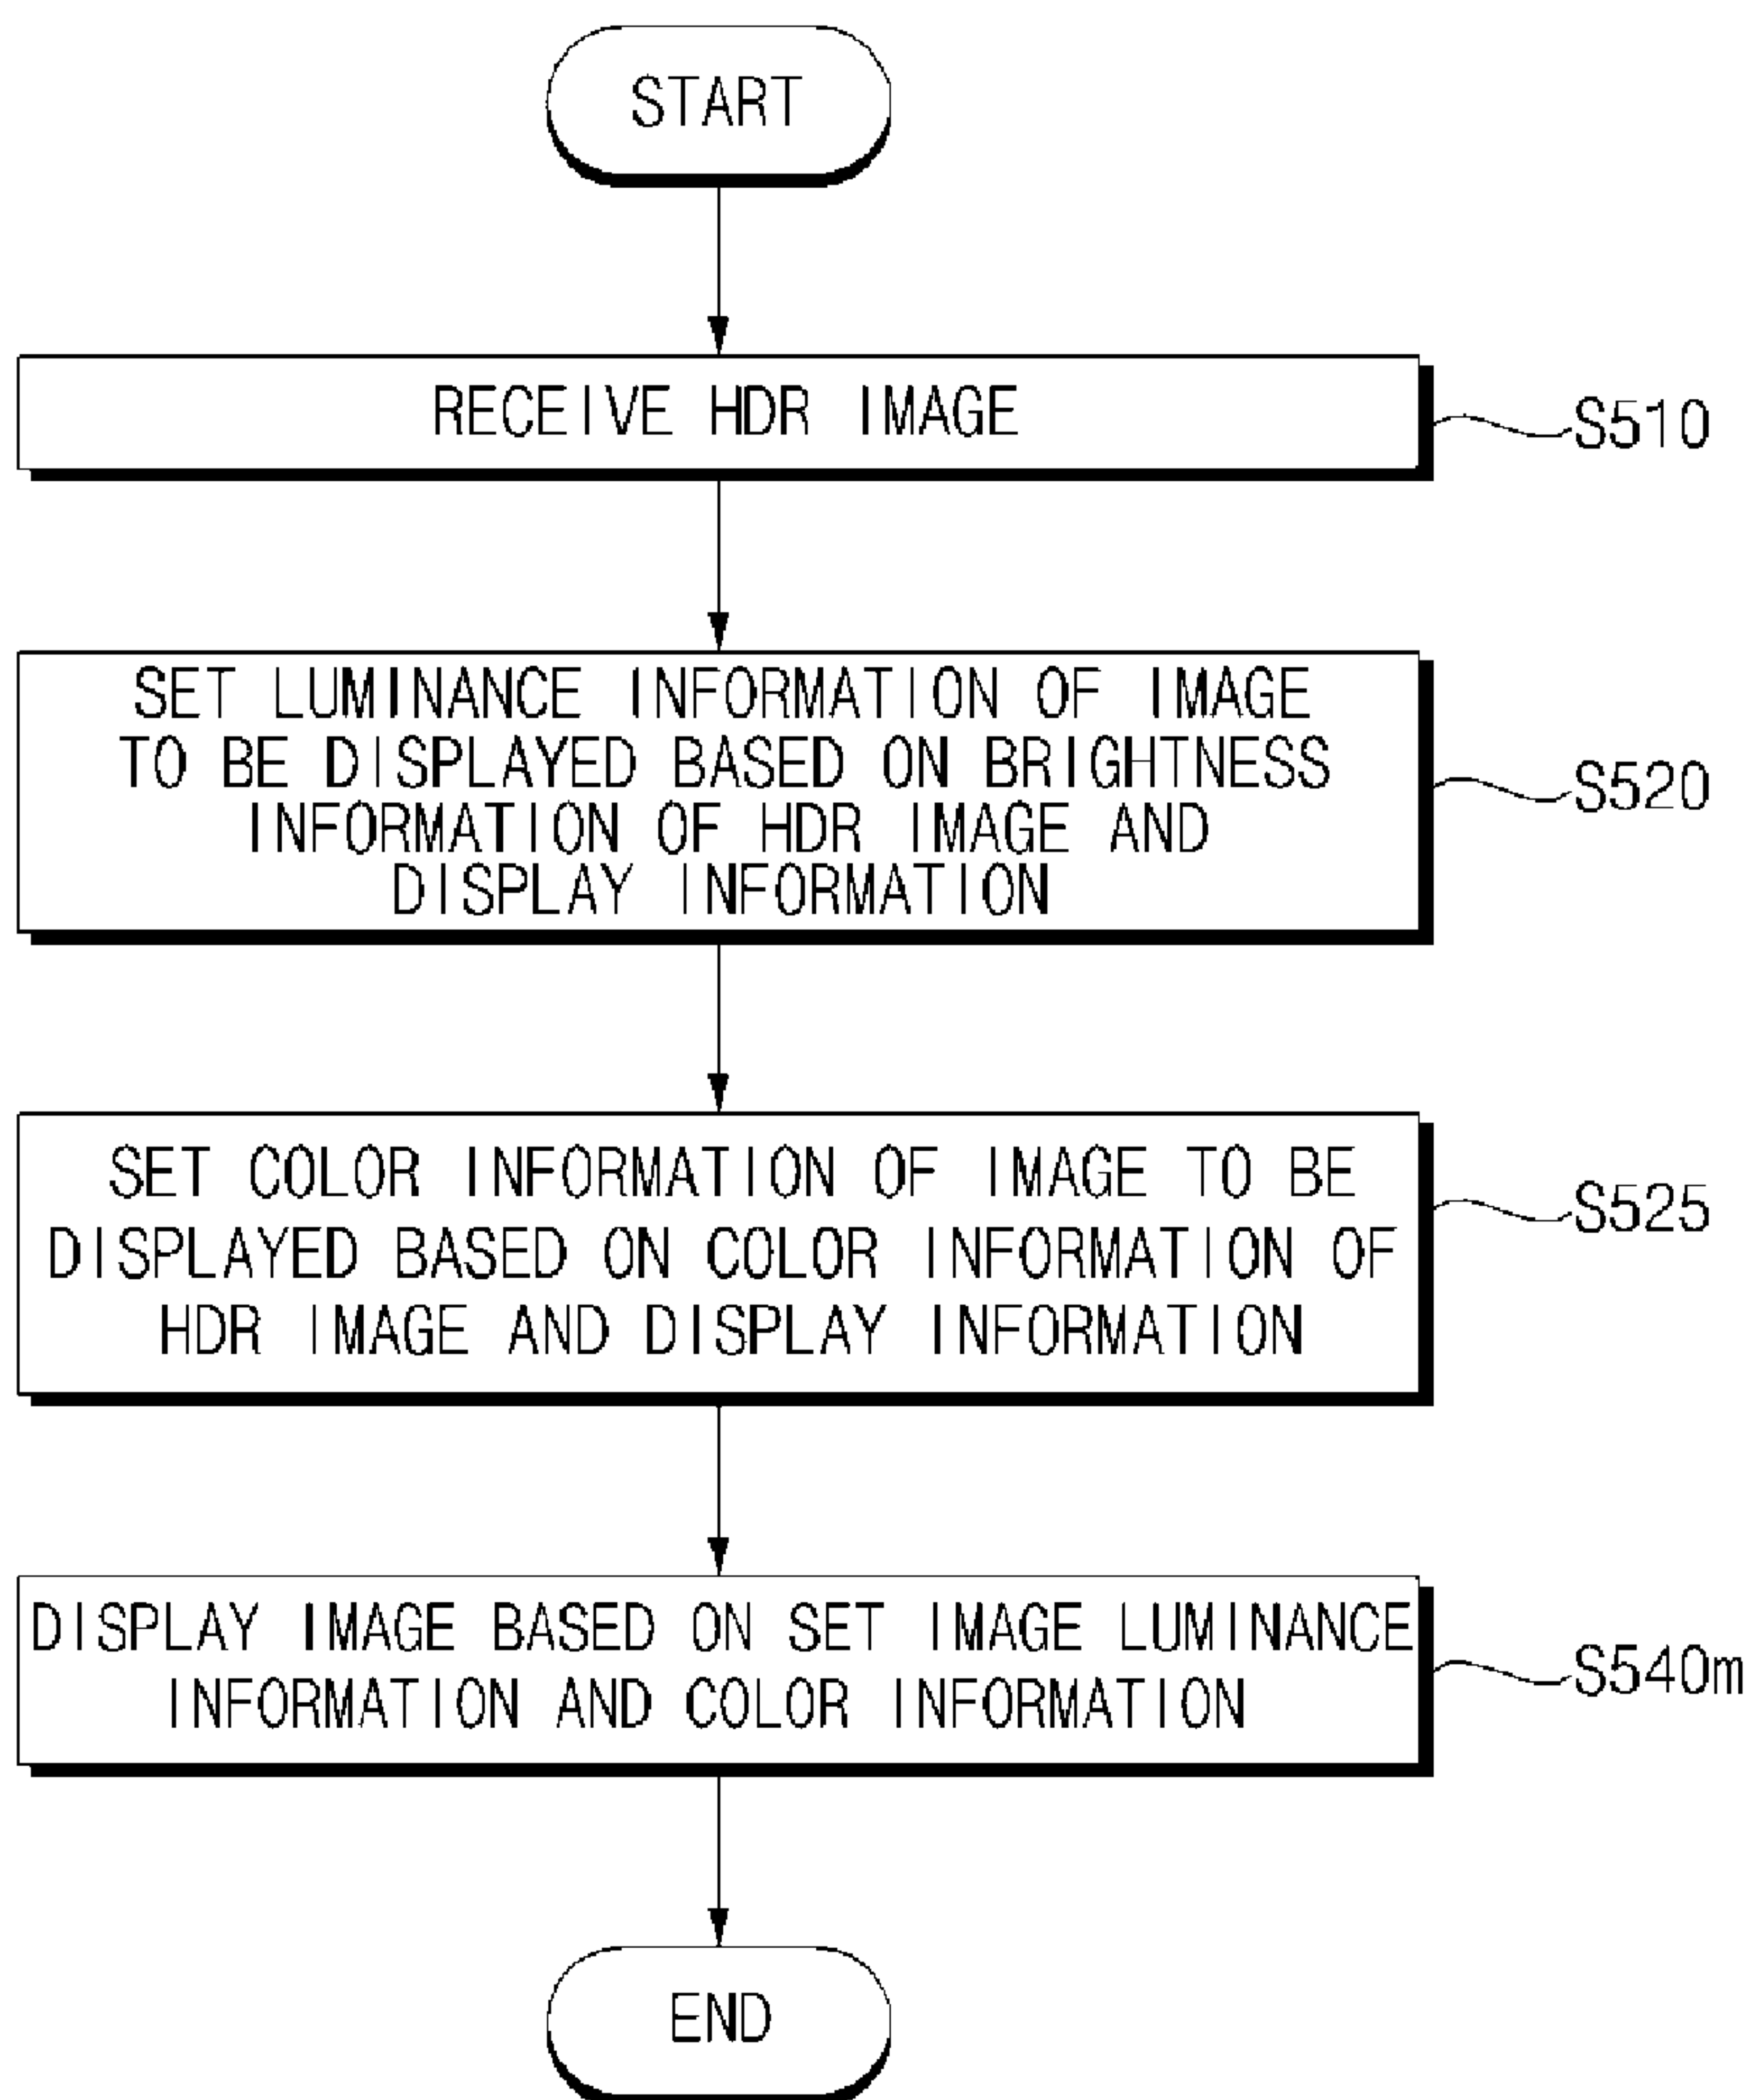 START
RECEIVE HDR IMAGE
S510
SET LUMINANCE INFORMATION OF IMAGE
TO BE DISPLAYED BASED ON BRIGHTNESS
INFORMATION OF HDR IMAGE AND
DISPLAY INFORMATION
S520
SET COLOR INFORMATION OF IMAGE TO BE
DISPLAYED BASED ON COLOR INFORMATION OF
HDR IMAGE AND DISPLAY INFORMATION
S525
DISPLAY IMAGE BASED ON SET IMAGE LUMINANCE
INFORMATION AND COLOR INFORMATION
S540m
END